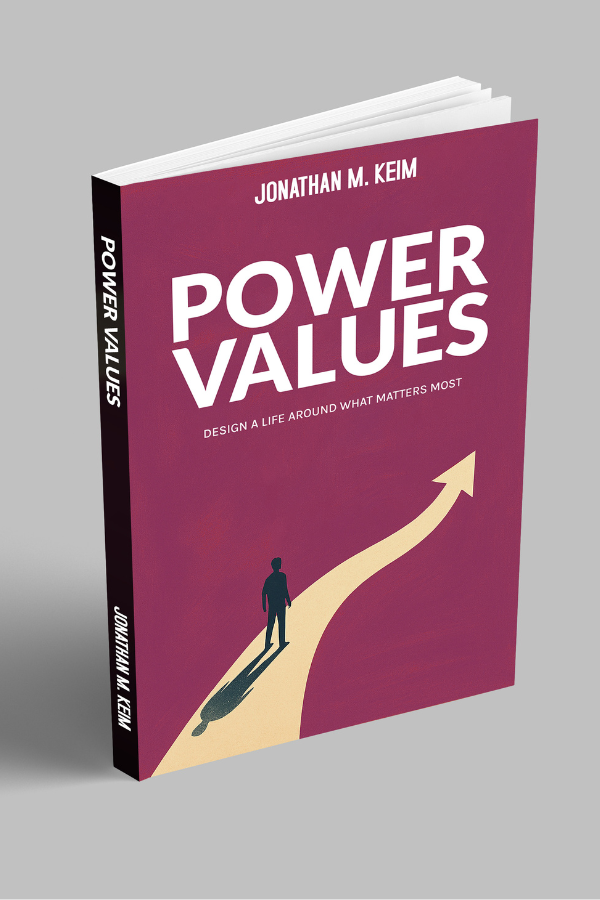 JONATHAN M. KEIM
POWER
VALUES
DESIGN A LIFE AROUND WHAT MATTERS MOST
POWER VALUES
JONATHAN M. KEIM